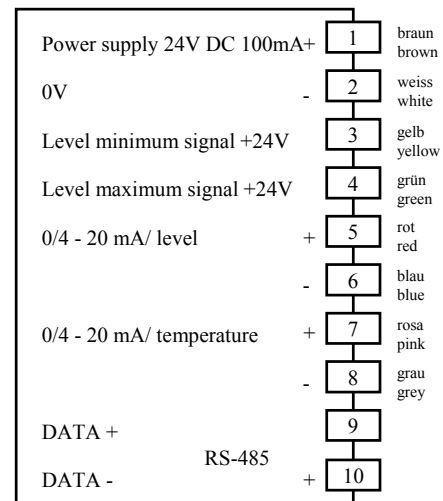 Power supply 24V DC 100mA + 1 braun
brown
0V - 2 weiss
white
Level minimum signal +24V 3 gelb
yellow
Level maximum signal +24V 4 grün
green
0/4 - 20 mA/ level + 5 rot
red
- 6 blau
blue
0/4 - 20 mA/ temperature + 7 rosa
pink
- 8 grau
grey
DATA + 9
RS-485
DATA - + 10